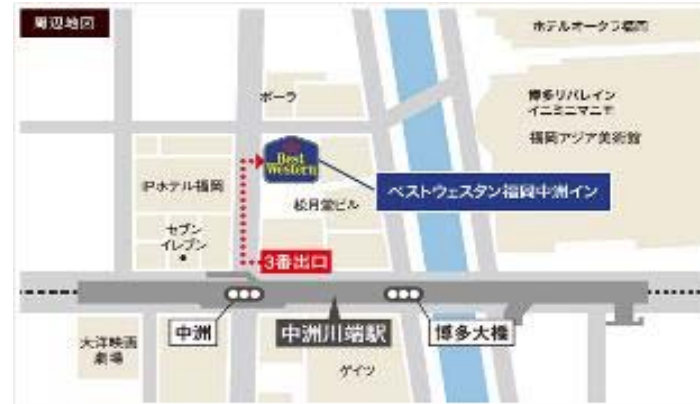 周辺地図
ホテルオークラ福岡
ポーラ
博多リバレイン
イニミニマニモ
福岡アジア美術館
Best
Western
ベストウェスタン福岡中洲イン
IPホテル福岡
松月堂ビル
セブン
イレブン
3番出口
中洲
中洲川端駅
博多大橋
大洋映画
劇場
ゲイツ